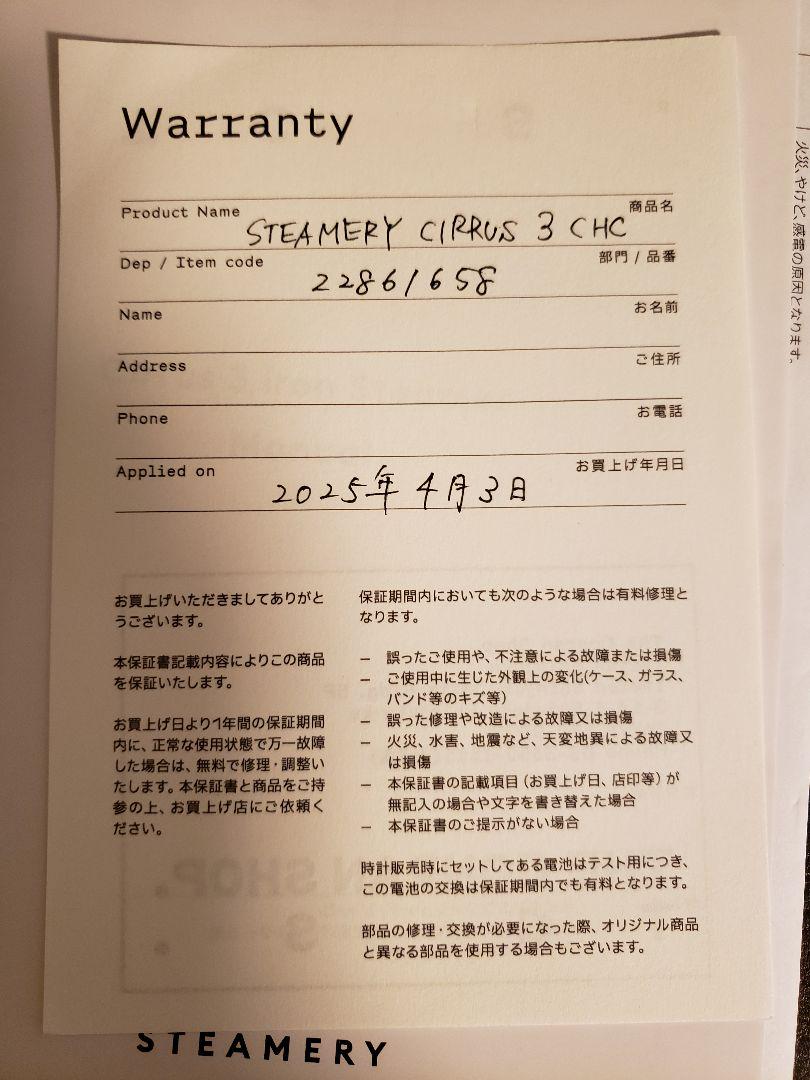 Warranty
Product Name 商品名
STEAMERY CIRRUS 3 CHC
Dep / Item code 部門 / 品番
22861658
Name お名前
Address ご住所
Phone お電話
Applied on お買上げ年月日
2025年 4月3日
お買上げいただきましてありがと
うございます。
本保証書記載内容によりこの商品
を保証いたします。
お買上げ日より1年間の保証期間
内に、正常な使用状態で万一故障
した場合は、無料で修理・調整い
たします。本保証書と商品をご持
参の上、お買上げ店にご依頼く
ださい。
保証期間内においても次のような場合は有料修理と
なります。
– 誤ったご使用や、不注意による故障または損傷
– ご使用中に生じた外観上の変化(ケース、ガラス、
バンド等のキズ等)
– 誤った修理や改造による故障又は損傷
– 火災、水害、地震など、天変地異による故障又
は損傷
– 本保証書の記載項目(お買上げ日、店印等)が
無記入の場合や文字を書き替えた場合
– 本保証書のご提示がない場合
時計販売時にセットしてある電池はテスト用につき、
この電池の交換は保証期間内でも有料となります。
部品の修理・交換が必要になった際、オリジナル商品
と異なる部品を使用する場合もございます。
STEAMERY
火災、やけど、感電の原因となります。